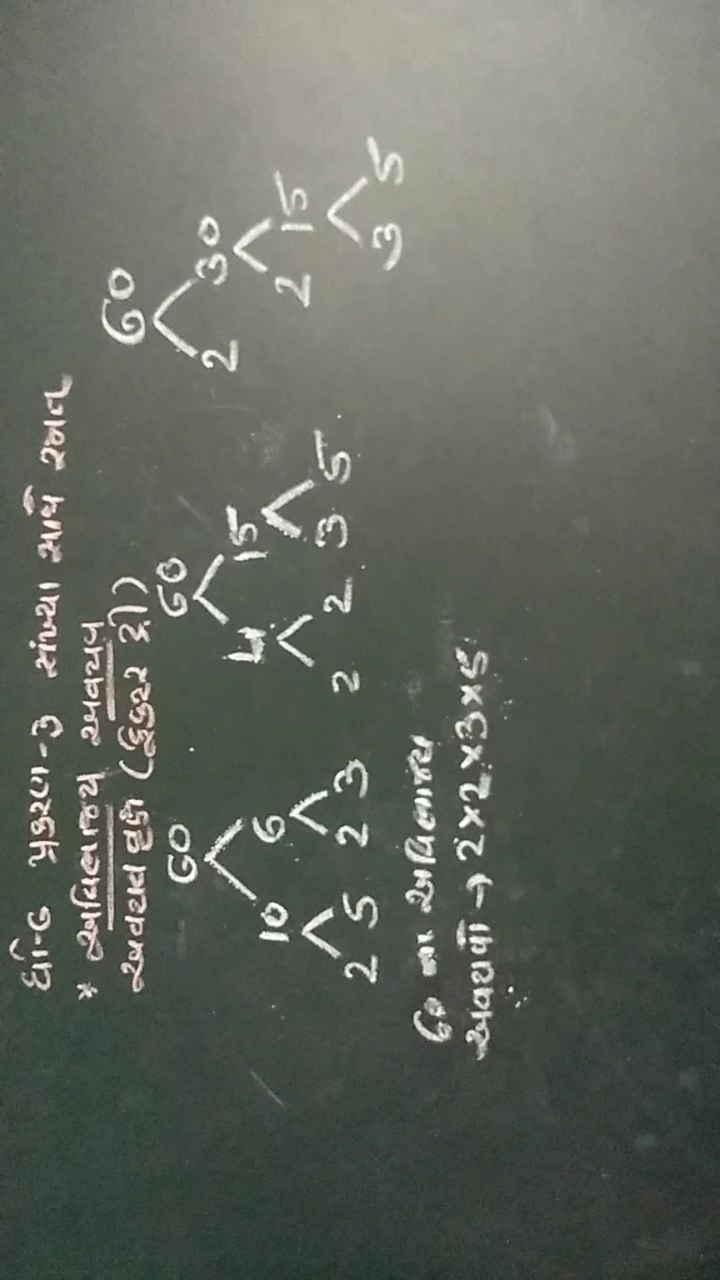 ધો-6 પ્રકરણ-3 સંખ્યા સાથે રમત
* અવિભાજ્ય અવયવ
અવયવ વૃક્ષ
60 60 60
10 6 4 15 2 30
2 5 2 3 2 2 3 5 2 15
3 5
60 ના અવિભાજ્ય
અવયવો → 2×2×3×5